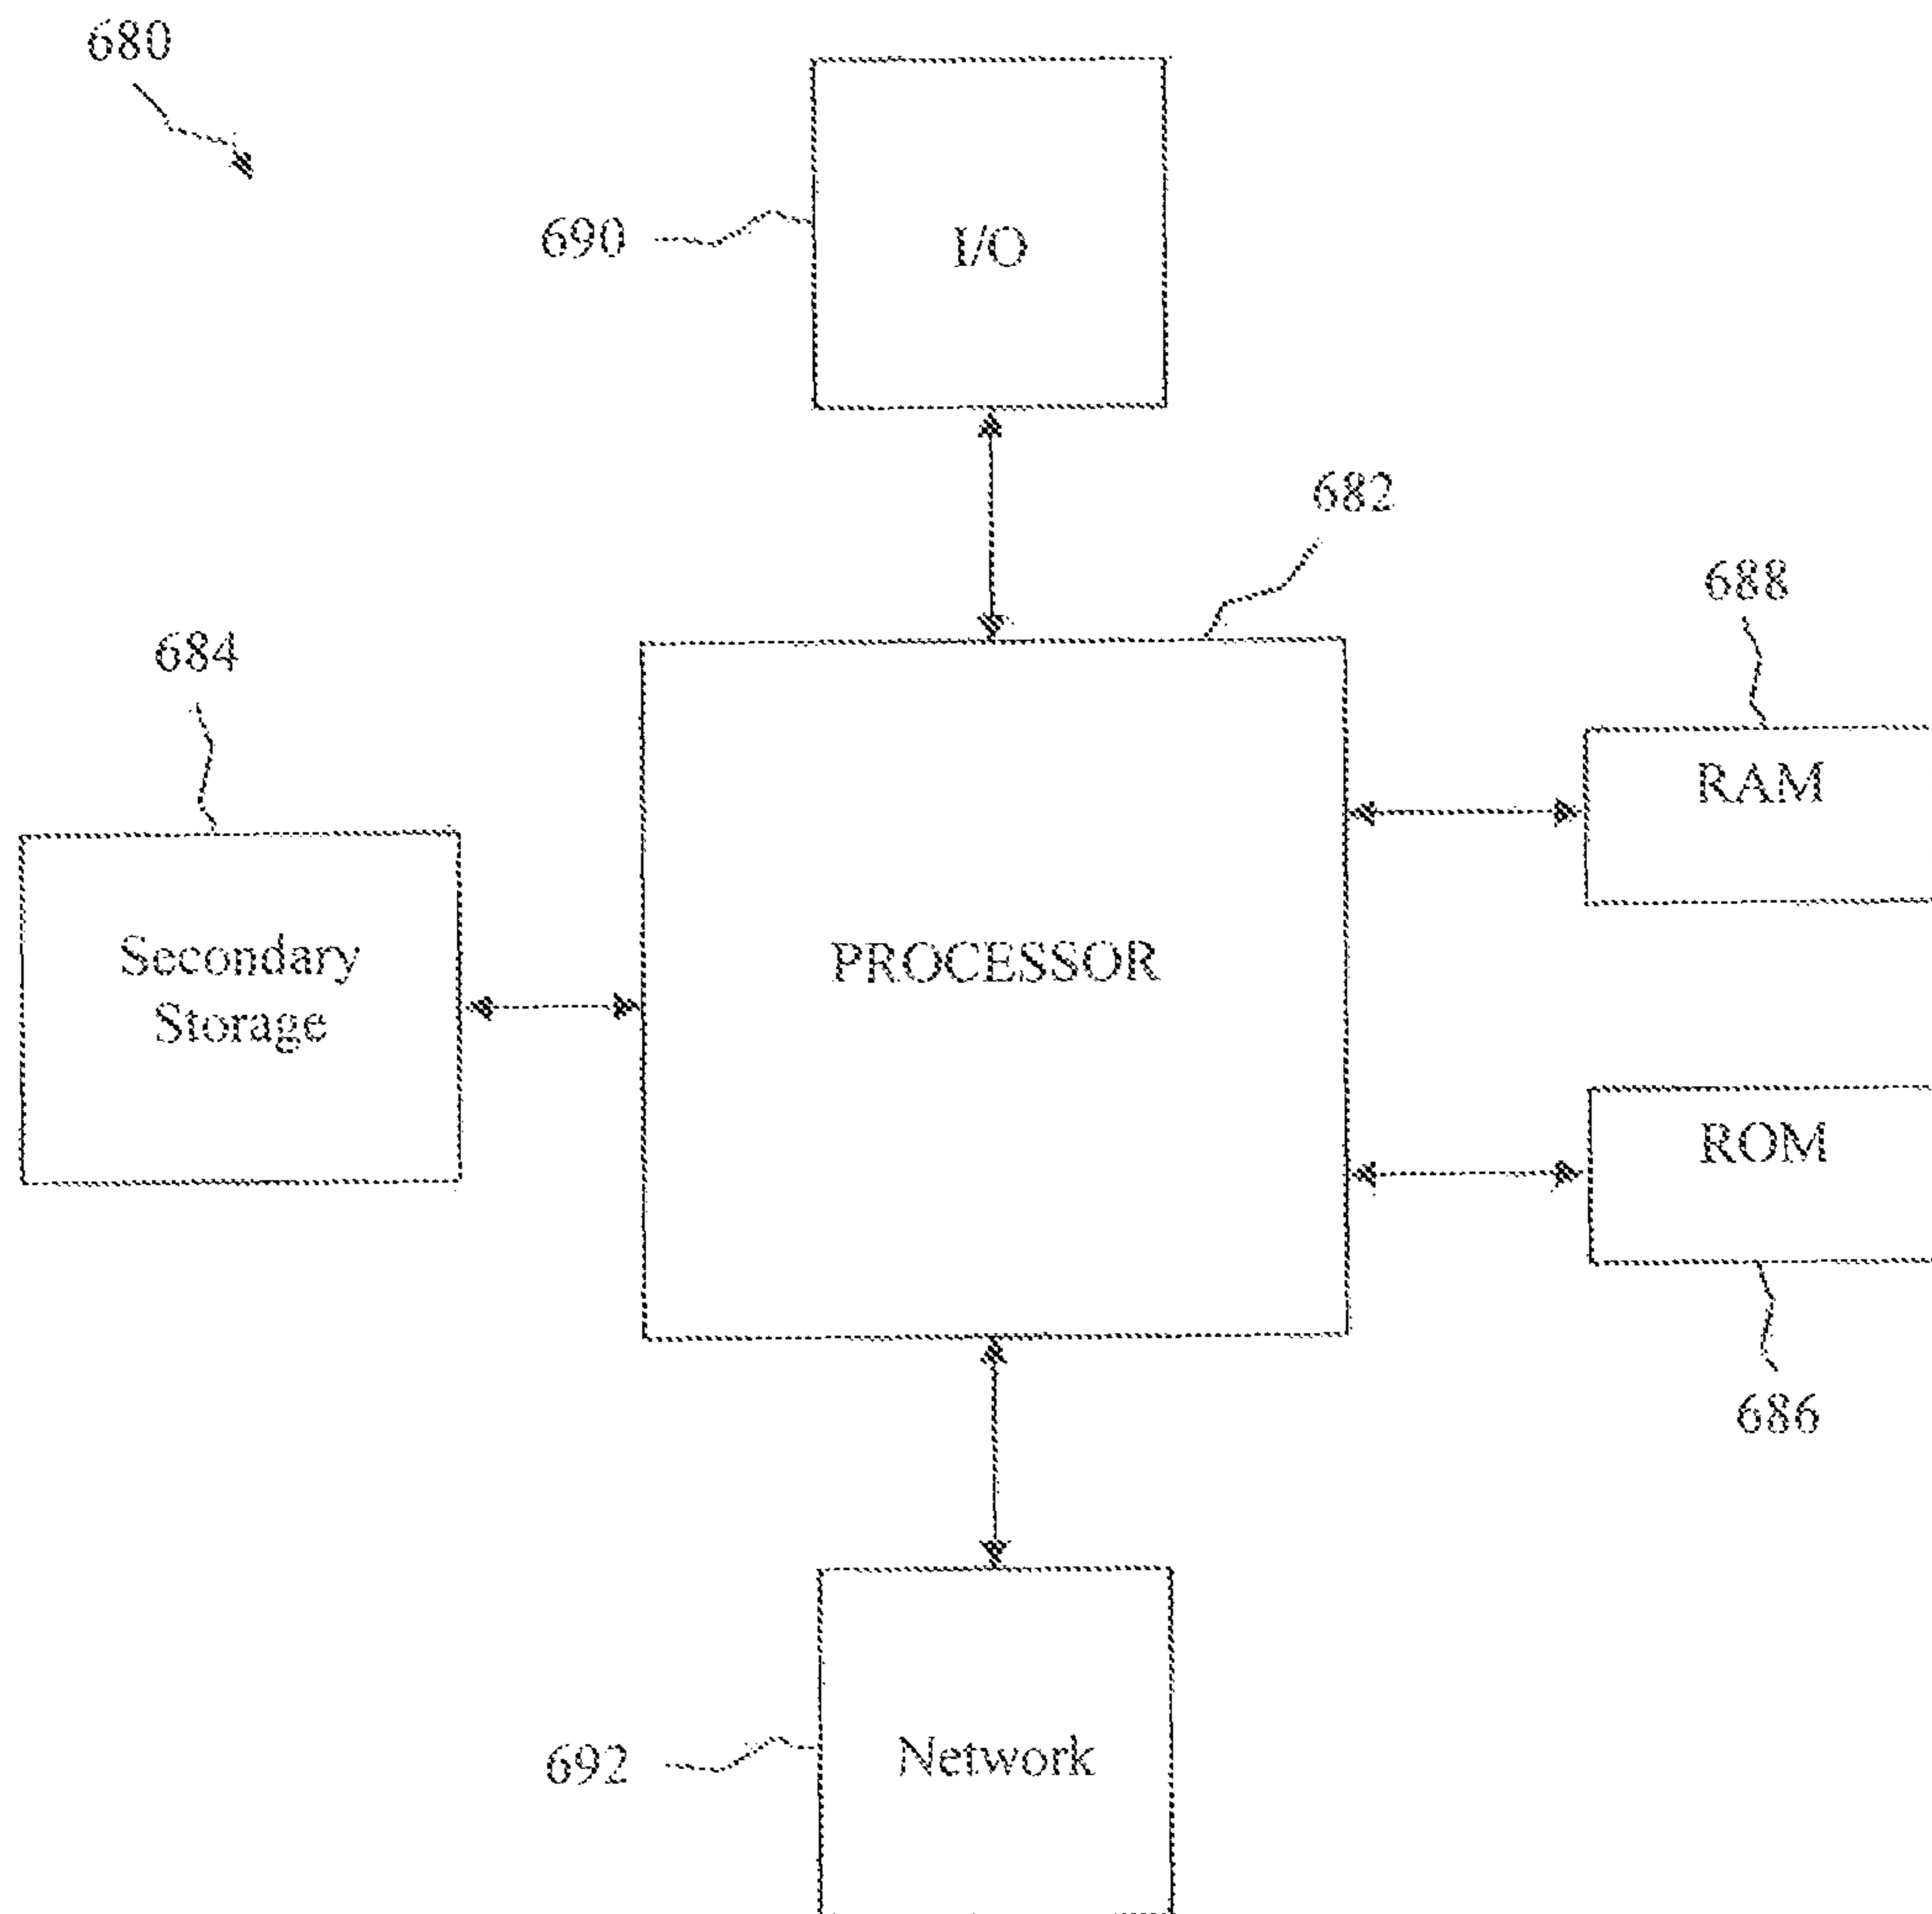 680
690
I/O
682
688
684
RAM
Secondary
Storage
PROCESSOR
ROM
686
692
Network